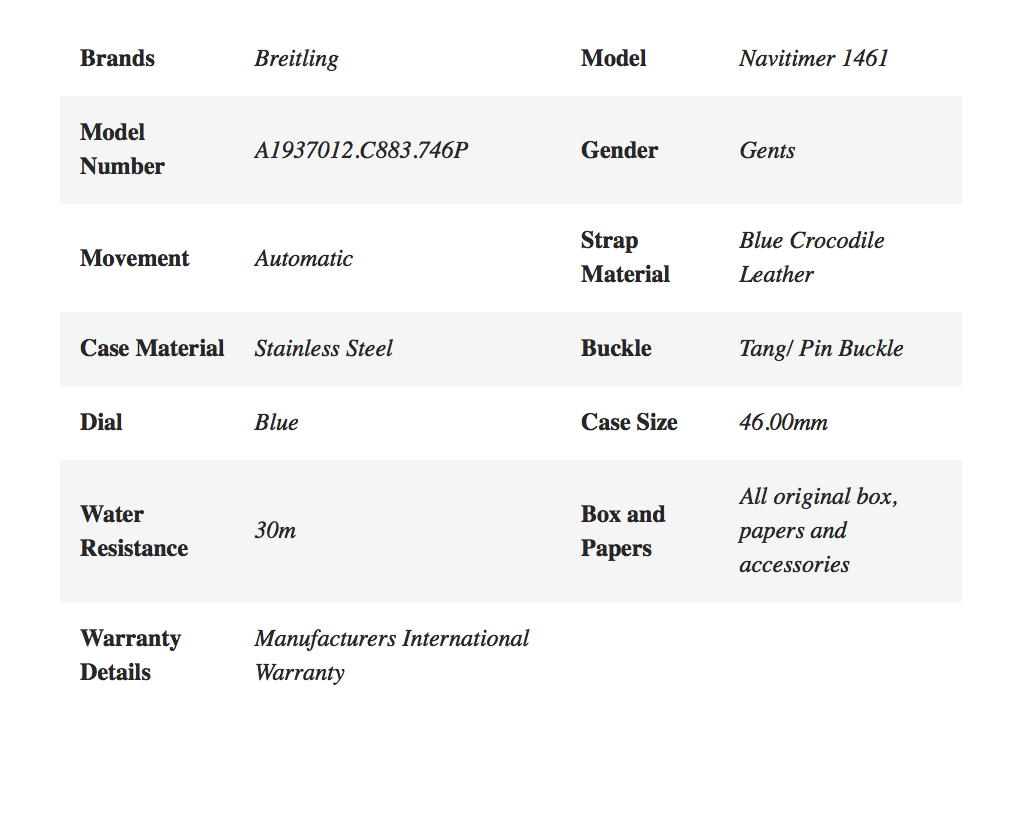 Brands Breitling Model Navitimer 1461
Model
Number A1937012.C883.746P Gender Gents
Movement Automatic Strap
Material Blue Crocodile
Leather
Case Material Stainless Steel Buckle Tang/ Pin Buckle
Dial Blue Case Size 46.00mm
Water
Resistance 30m Box and
Papers All original box,
papers and
accessories
Warranty
Details Manufacturers International
Warranty